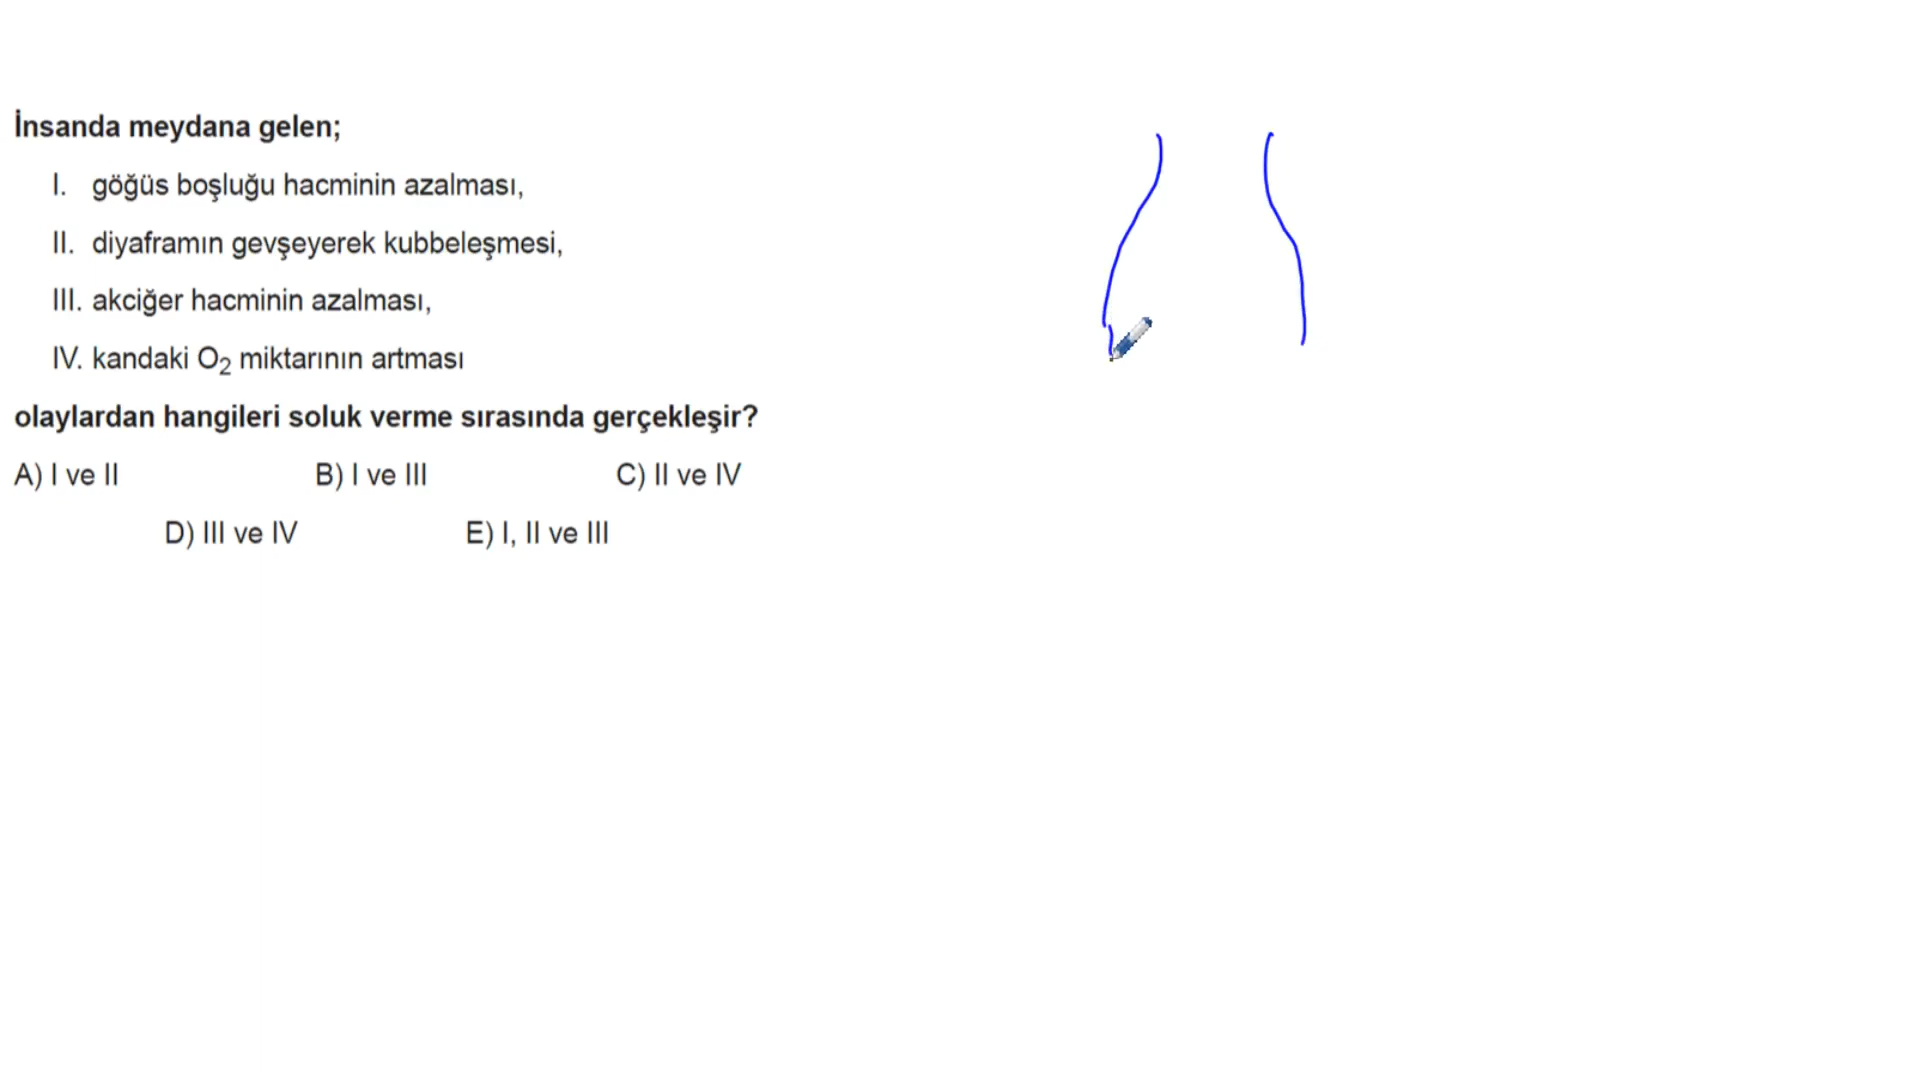 İnsanda meydana gelen;
I. göğüs boşluğu hacminin azalması,
II. diyaframın gevşeyerek kubbeleşmesi,
III. akciğer hacminin azalması,
IV. kandaki O₂ miktarının artması
olaylardan hangileri soluk verme sırasında gerçekleşir?
A) I ve II B) I ve III C) II ve IV
D) III ve IV E) I, II ve III